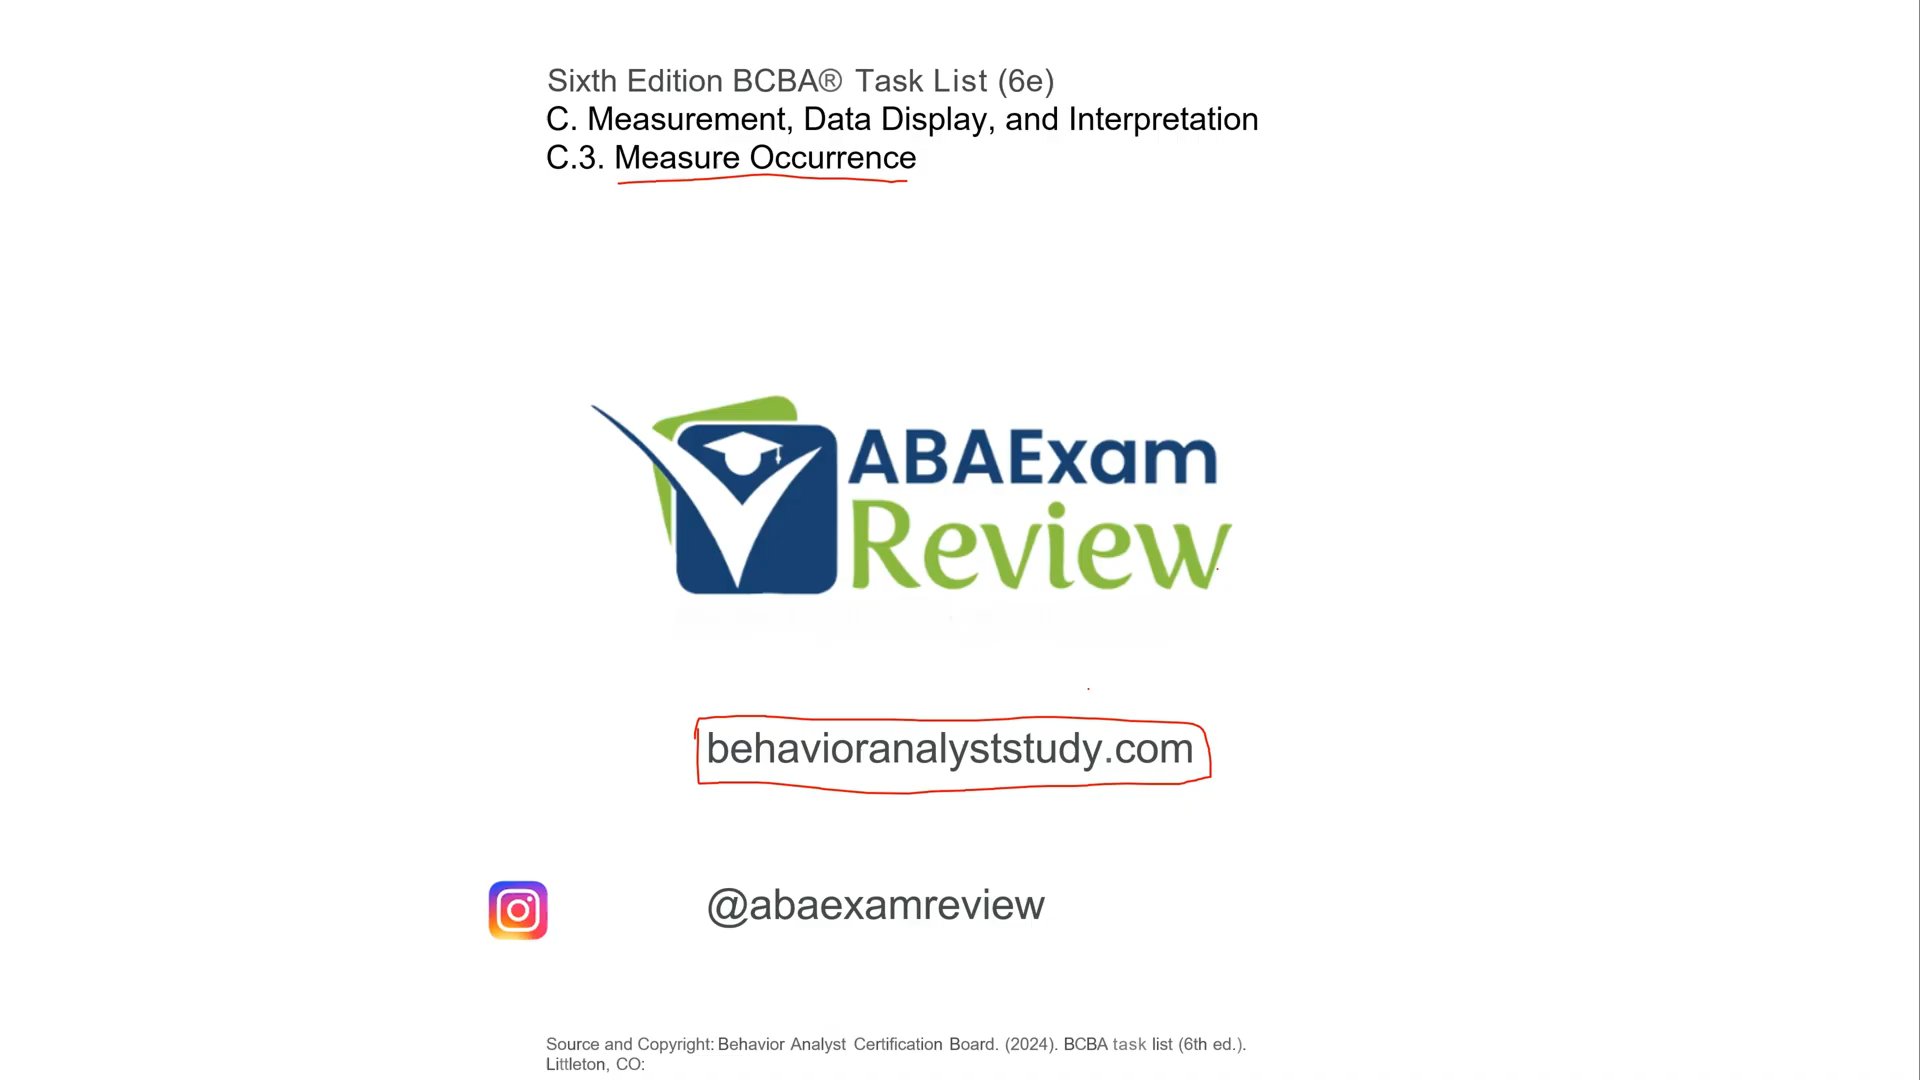 Sixth Edition BCBA® Task List (6e)
C. Measurement, Data Display, and Interpretation
C.3. Measure Occurrence
ABAExam
Review
behavioranalyststudy.com
@abaexamreview
Source and Copyright: Behavior Analyst Certification Board. (2024). BCBA task list (6th ed.).
Littleton, CO: